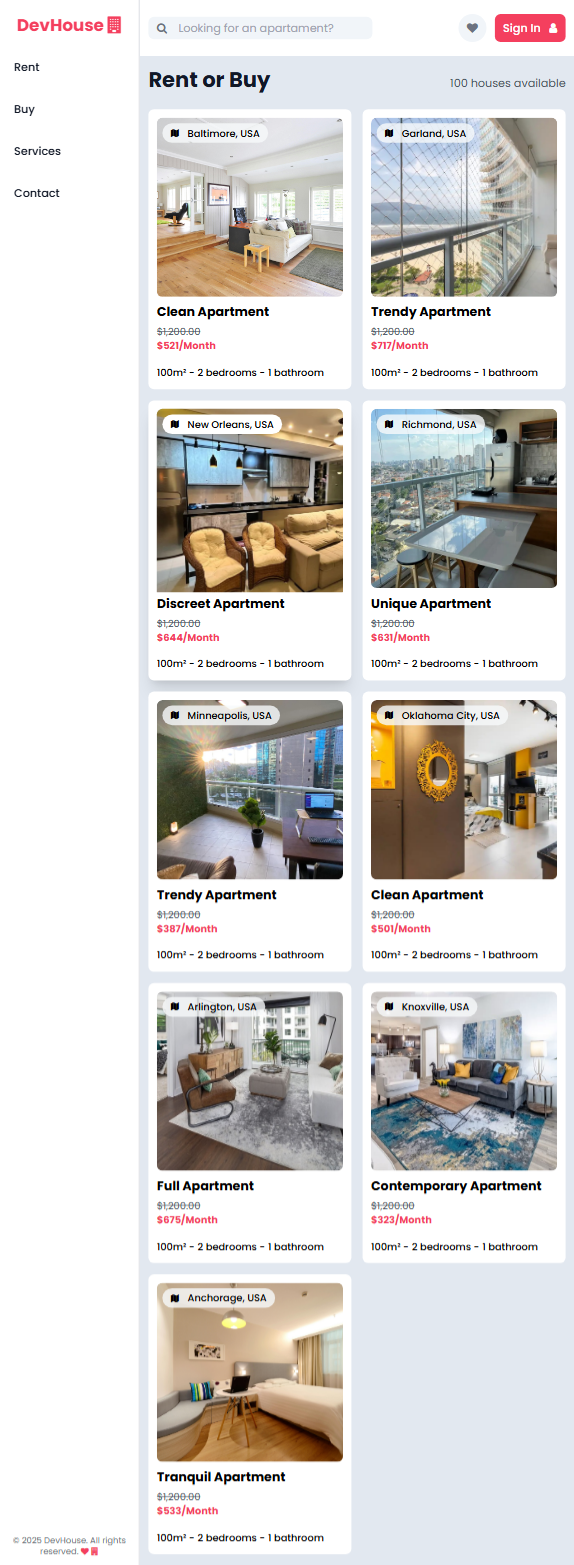 DevHouse
Rent
Buy
Services
Contact
© 2025 DevHouse. All rights
reserved.
Looking for an apartament?
Sign In
Rent or Buy
100 houses available
Baltimore, USA
Clean Apartment
$1,200.00
$521/Month
100m² - 2 bedrooms - 1 bathroom
Garland, USA
Trendy Apartment
$1,200.00
$717/Month
100m² - 2 bedrooms - 1 bathroom
New Orleans, USA
Discreet Apartment
$1,200.00
$644/Month
100m² - 2 bedrooms - 1 bathroom
Richmond, USA
Unique Apartment
$1,200.00
$631/Month
100m² - 2 bedrooms - 1 bathroom
Minneapolis, USA
Trendy Apartment
$1,200.00
$387/Month
100m² - 2 bedrooms - 1 bathroom
Oklahoma City, USA
Clean Apartment
$1,200.00
$501/Month
100m² - 2 bedrooms - 1 bathroom
Arlington, USA
Full Apartment
$1,200.00
$675/Month
100m² - 2 bedrooms - 1 bathroom
Knoxville, USA
Contemporary Apartment
$1,200.00
$323/Month
100m² - 2 bedrooms - 1 bathroom
Anchorage, USA
Tranquil Apartment
$1,200.00
$533/Month
100m² - 2 bedrooms - 1 bathroom